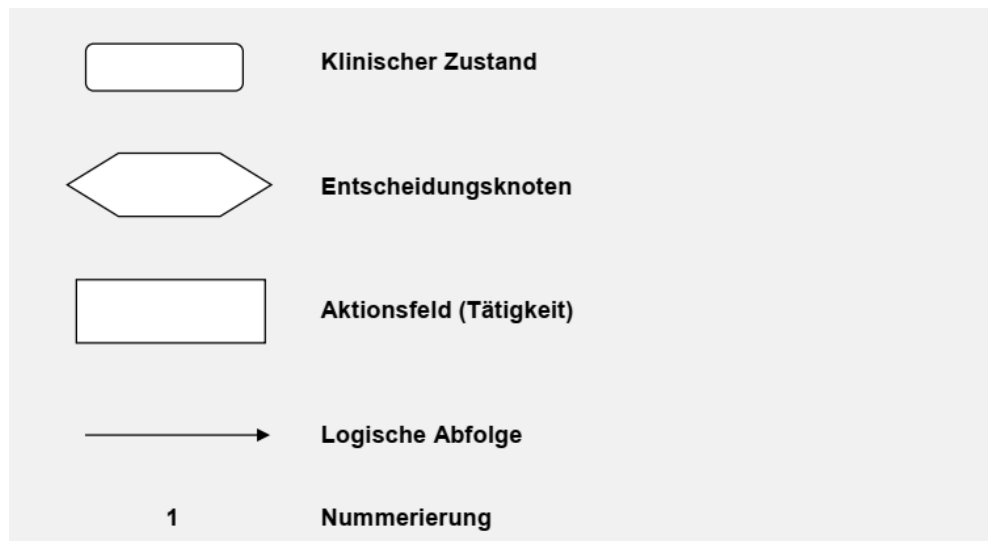 Klinischer Zustand
Entscheidungsknoten
Aktionsfeld (Tätigkeit)
Logische Abfolge
1 Nummerierung